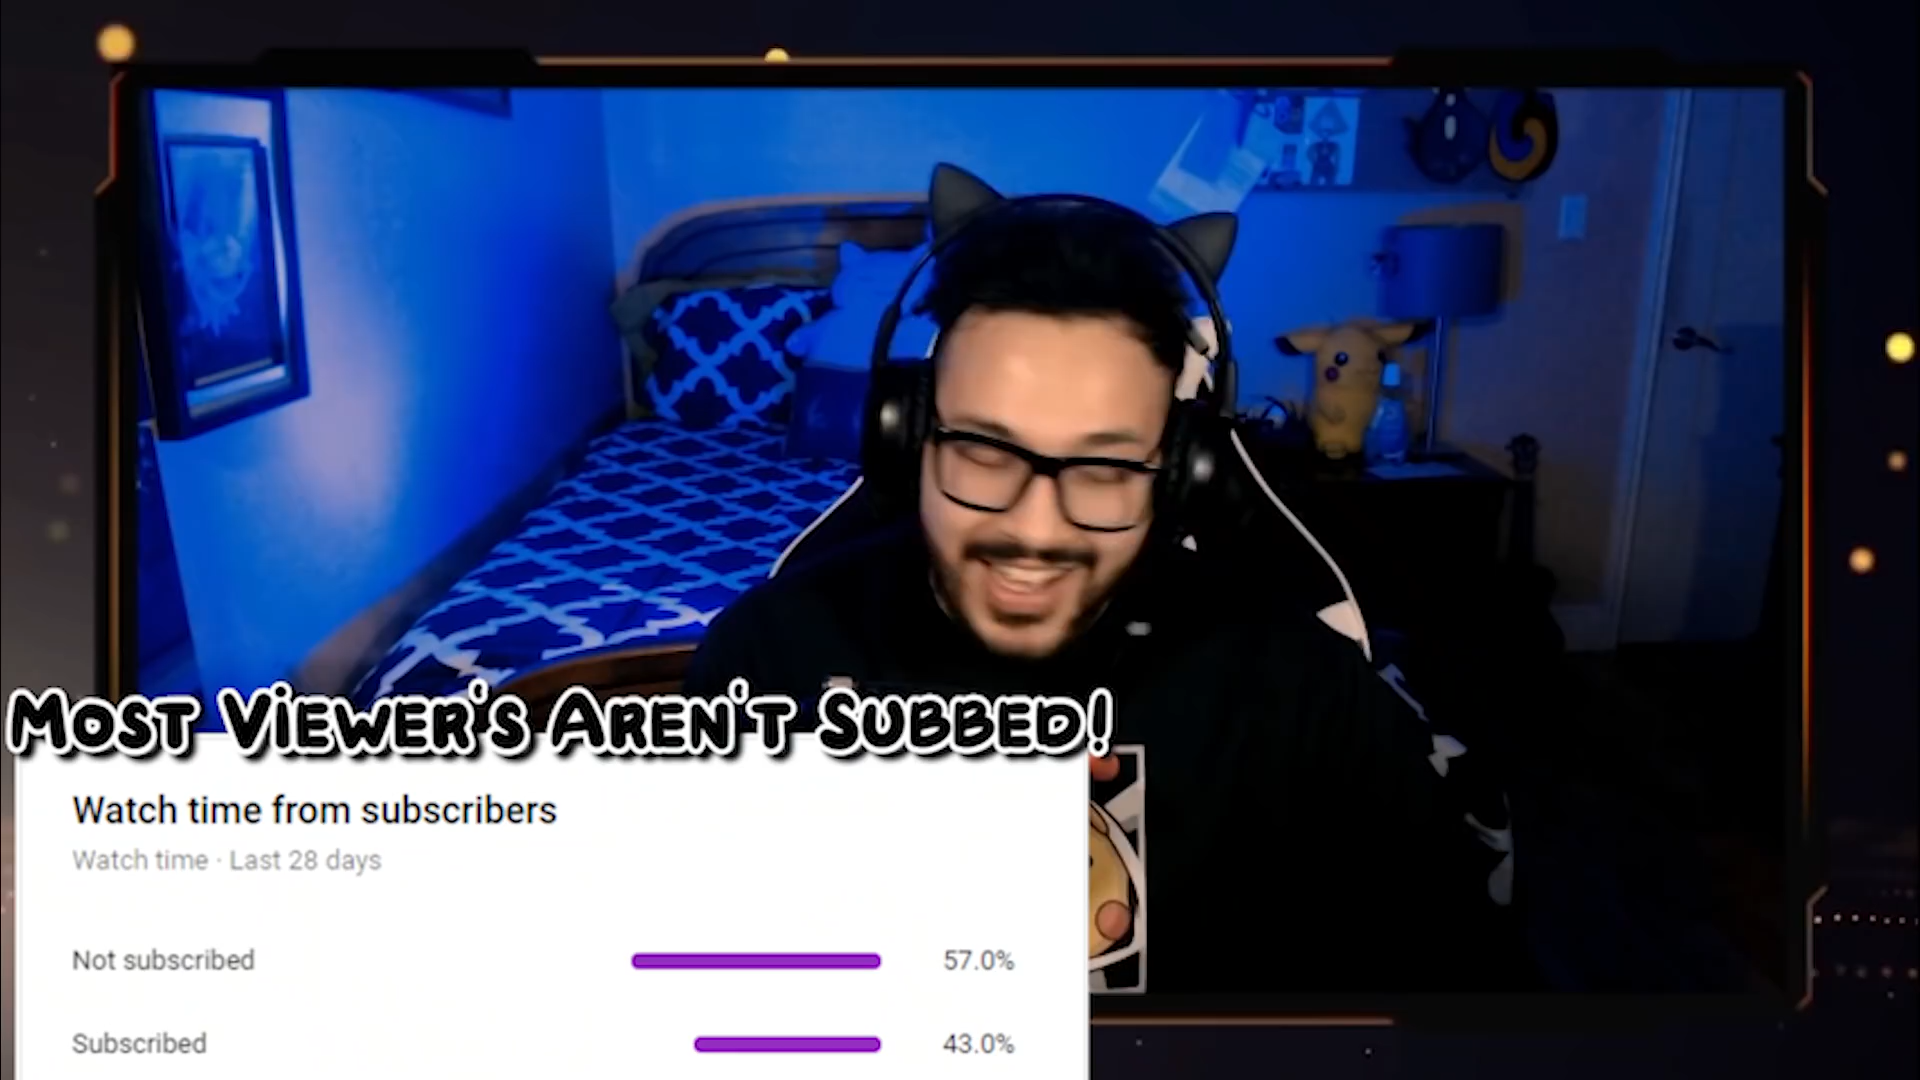 Most Viewer's Aren't Subbed!
Watch time from subscribers
Watch time · Last 28 days
Not subscribed 57.0%
Subscribed 43.0%